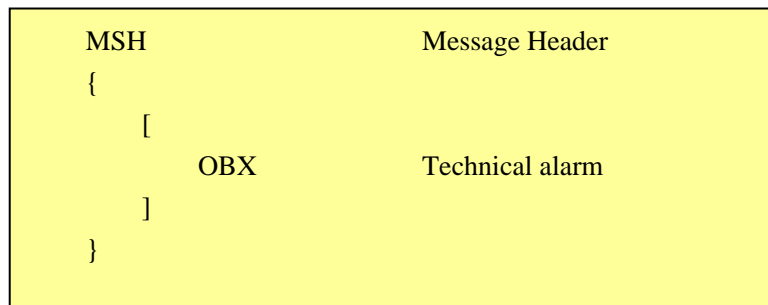 MSH Message Header
{
[
OBX Technical alarm
]
}